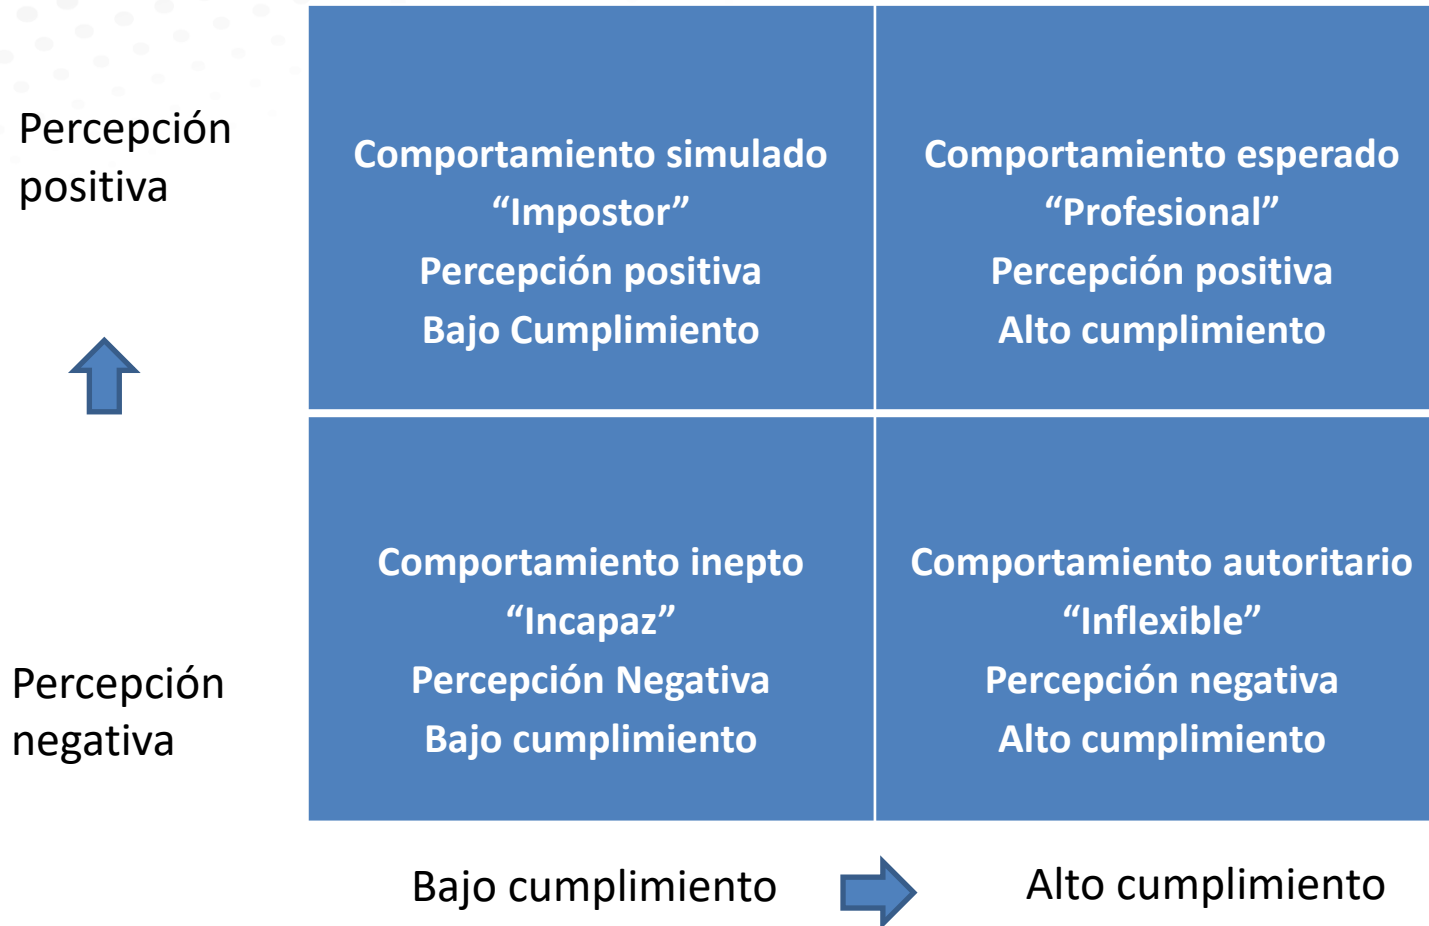 Percepción
positiva
Comportamiento simulado
“Impostor”
Percepción positiva
Bajo Cumplimiento
Comportamiento esperado
“Profesional”
Percepción positiva
Alto cumplimiento
Percepción
negativa
Comportamiento inepto
“Incapaz”
Percepción Negativa
Bajo cumplimiento
Comportamiento autoritario
“Inflexible”
Percepción negativa
Alto cumplimiento
Bajo cumplimiento
Alto cumplimiento